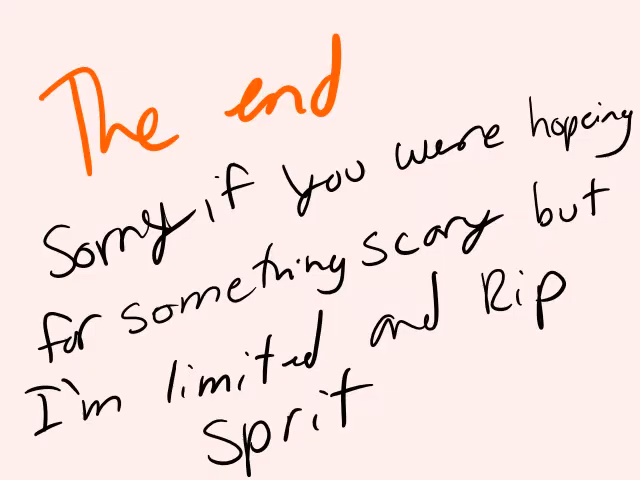 The end
Sorry if you were hopeing
for something scary but
I'm limited and Rip
Sprit